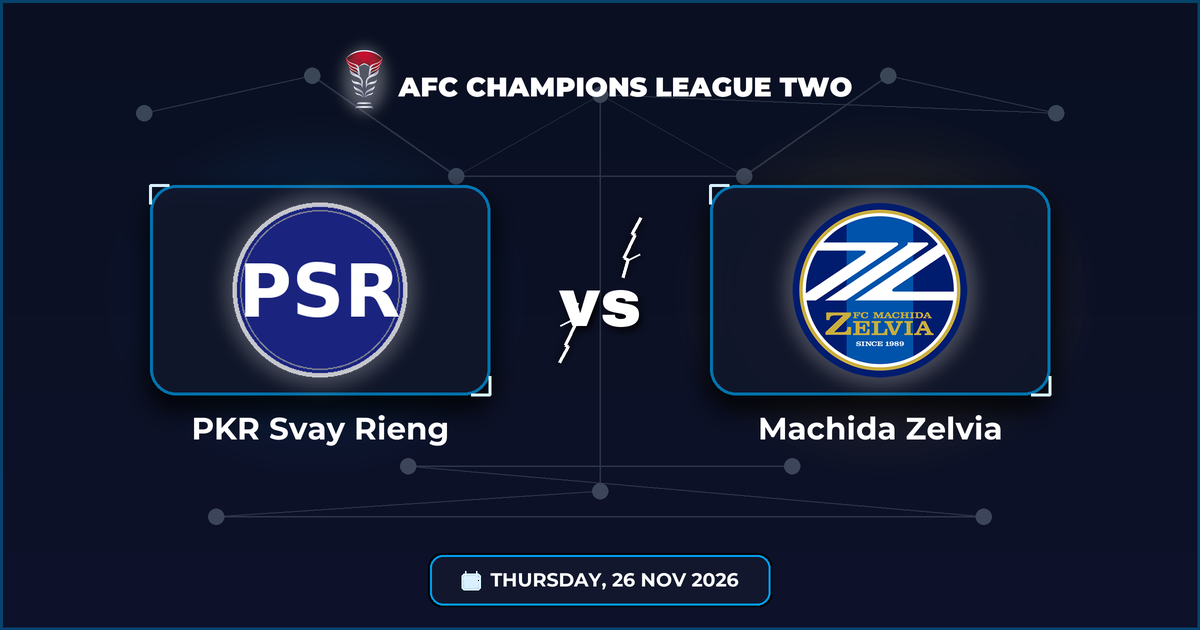 AFC CHAMPIONS LEAGUE TWO
PSR
VS
FC MACHIDA
ZELVIA
SINCE 1989
PKR Svay Rieng
Machida Zelvia
THURSDAY, 26 NOV 2026